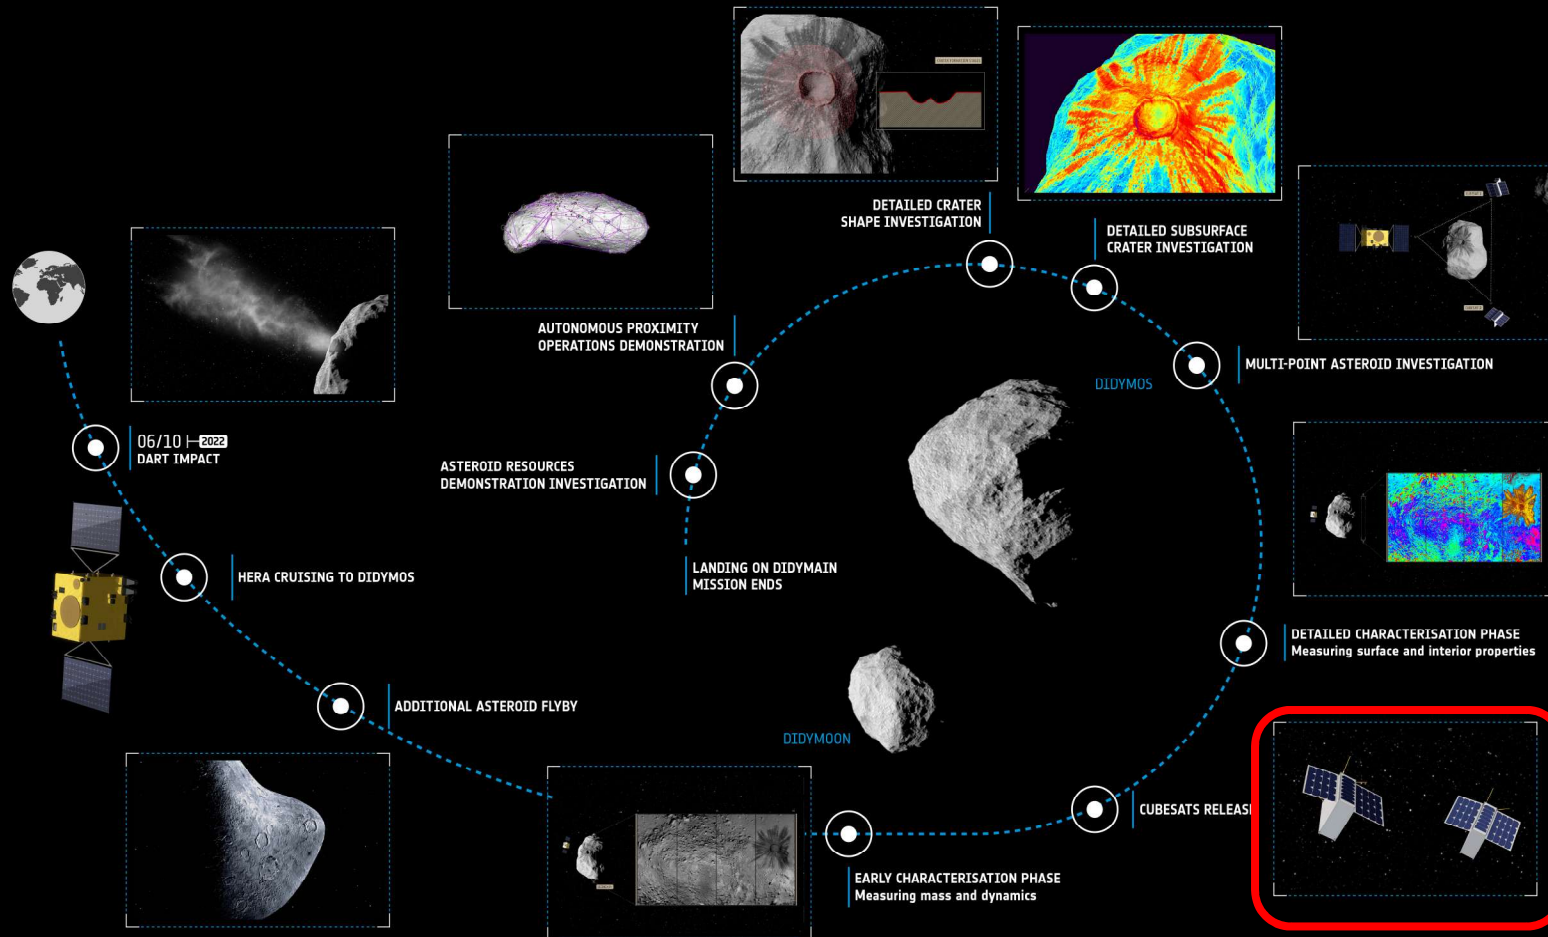 DETAILED CRATER
SHAPE INVESTIGATION
DETAILED SUBSURFACE
CRATER INVESTIGATION
AUTONOMOUS PROXIMITY
OPERATIONS DEMONSTRATION
MULTI-POINT ASTEROID INVESTIGATION
DIDYMOS
06/10 2022
DART IMPACT
ASTEROID RESOURCES
DEMONSTRATION INVESTIGATION
HERA CRUISING TO DIDYMOS
LANDING ON DIDYMAIN
MISSION ENDS
DETAILED CHARACTERISATION PHASE
Measuring surface and interior properties
ADDITIONAL ASTEROID FLYBY
DIDYMOON
CUBESATS RELEASE
EARLY CHARACTERISATION PHASE
Measuring mass and dynamics